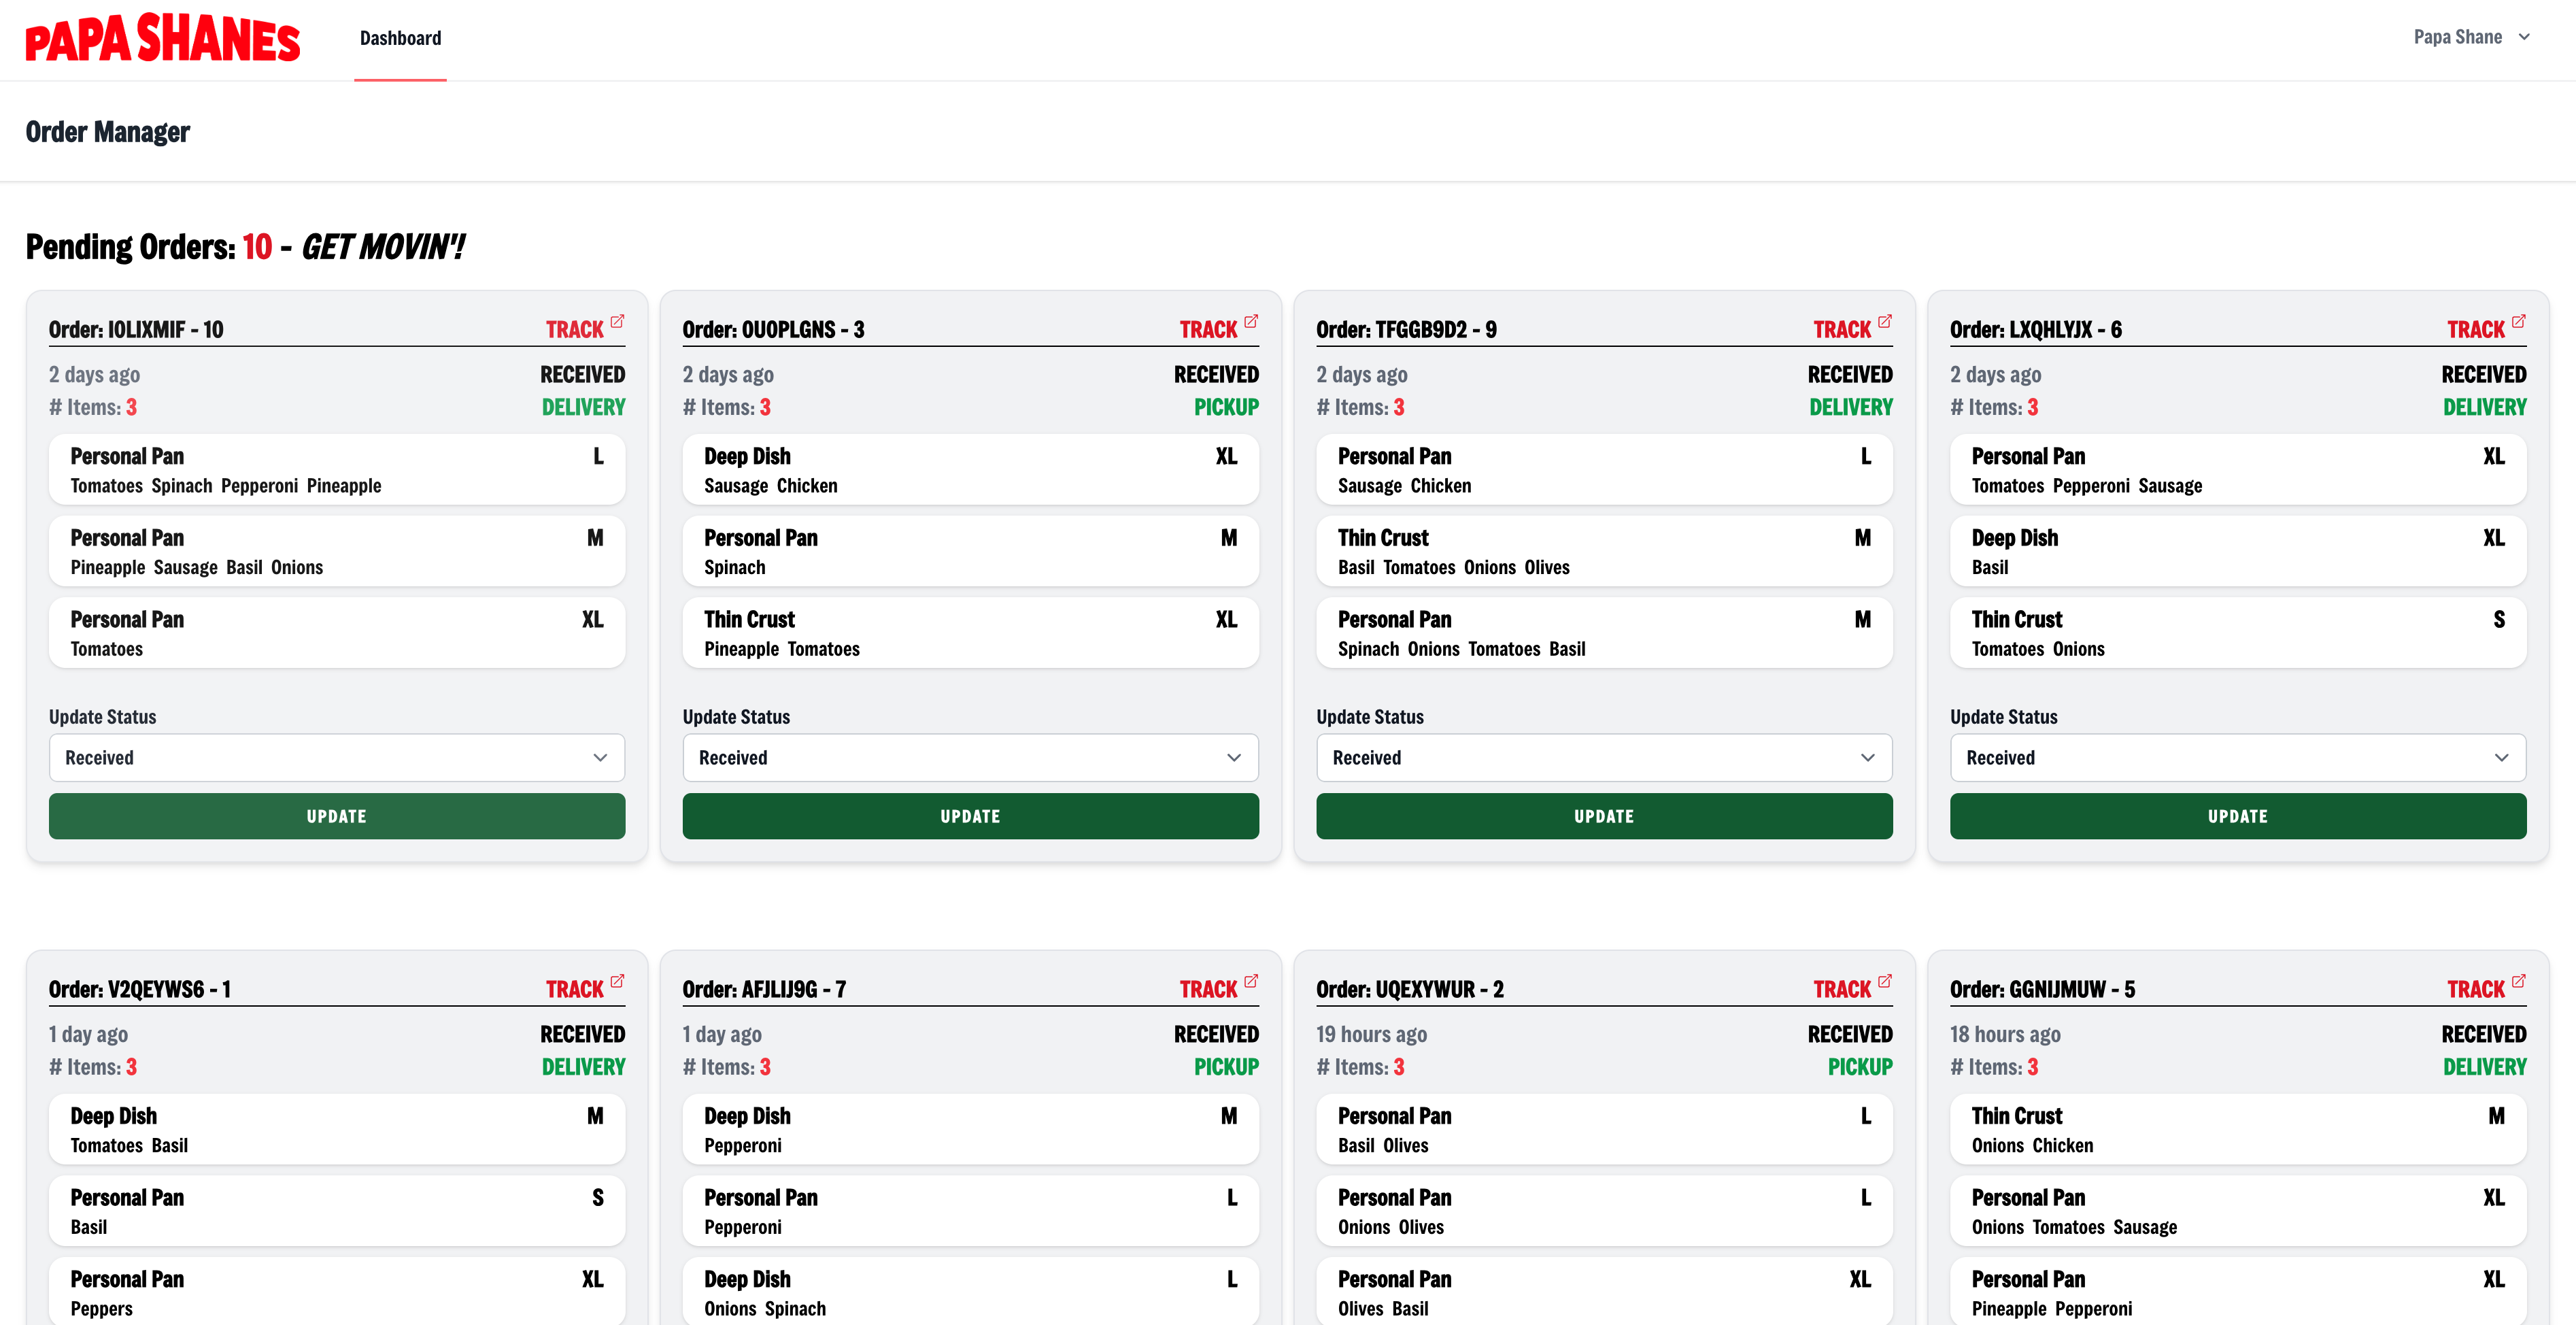 PAPA SHANES
Dashboard
Papa Shane
Order Manager
Pending Orders: 10 - GET MOVIN'!
Order: I0LIXMIF - 10
TRACK
2 days ago
RECEIVED
# Items: 3
DELIVERY
Personal Pan
L
Tomatoes Spinach Pepperoni Pineapple
Personal Pan
M
Pineapple Sausage Basil Onions
Personal Pan
XL
Tomatoes
Update Status
Received
UPDATE
Order: OUOPLGNS - 3
TRACK
2 days ago
RECEIVED
# Items: 3
PICKUP
Deep Dish
XL
Sausage Chicken
Personal Pan
M
Spinach
Thin Crust
XL
Pineapple Tomatoes
Update Status
Received
UPDATE
Order: TFGGB9D2 - 9
TRACK
2 days ago
RECEIVED
# Items: 3
DELIVERY
Personal Pan
L
Sausage Chicken
Thin Crust
M
Basil Tomatoes Onions Olives
Personal Pan
M
Spinach Onions Tomatoes Basil
Update Status
Received
UPDATE
Order: LXQHLYJX - 6
TRACK
2 days ago
RECEIVED
# Items: 3
DELIVERY
Personal Pan
XL
Tomatoes Pepperoni Sausage
Deep Dish
XL
Basil
Thin Crust
S
Tomatoes Onions
Update Status
Received
UPDATE
Order: V2QEYWS6 - 1
TRACK
1 day ago
RECEIVED
# Items: 3
DELIVERY
Deep Dish
M
Tomatoes Basil
Personal Pan
S
Basil
Personal Pan
XL
Peppers
Order: AFJLIJ9G - 7
TRACK
1 day ago
RECEIVED
# Items: 3
PICKUP
Deep Dish
M
Pepperoni
Personal Pan
L
Pepperoni
Deep Dish
L
Onions Spinach
Order: UQEXYWUR - 2
TRACK
19 hours ago
RECEIVED
# Items: 3
PICKUP
Personal Pan
L
Basil Olives
Personal Pan
L
Onions Olives
Personal Pan
XL
Olives Basil
Order: GGNIJMUW - 5
TRACK
18 hours ago
RECEIVED
# Items: 3
DELIVERY
Thin Crust
M
Onions Chicken
Personal Pan
XL
Onions Tomatoes Sausage
Personal Pan
XL
Pineapple Pepperoni